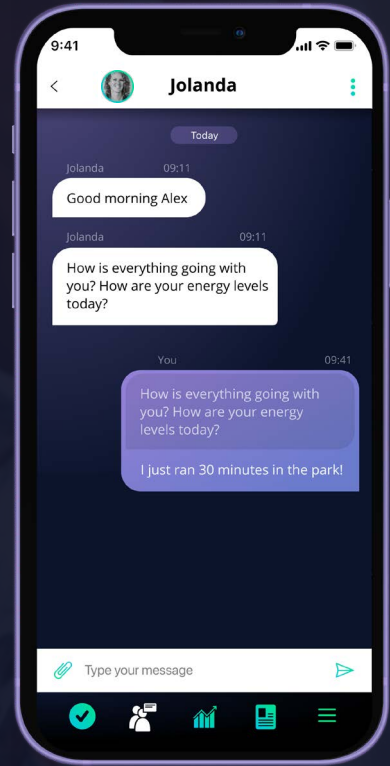 9:41
Jolanda
Today
Jolanda 09:11
Good morning Alex
Jolanda 09:11
How is everything going with
you? How are your energy levels
today?
You 09:41
How is everything going with
you? How are your energy
levels today?
I just ran 30 minutes in the park!
Type your message